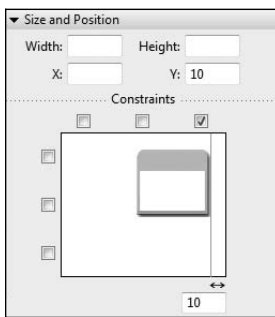 Size and Position
Width: Height:
X: Y: 10
Constraints
10